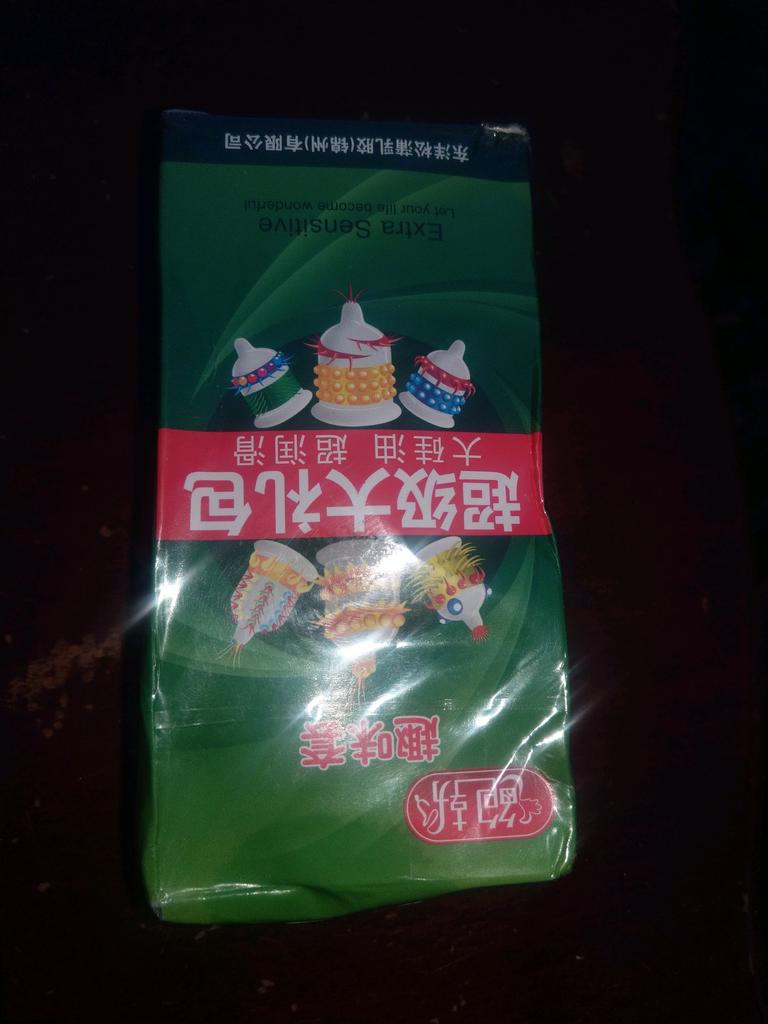 趣味套
超级大礼包
大硅油 超润滑
Extra Sensitive
Let your life become wonderful
东洋松蒲乳胶(锦州)有限公司